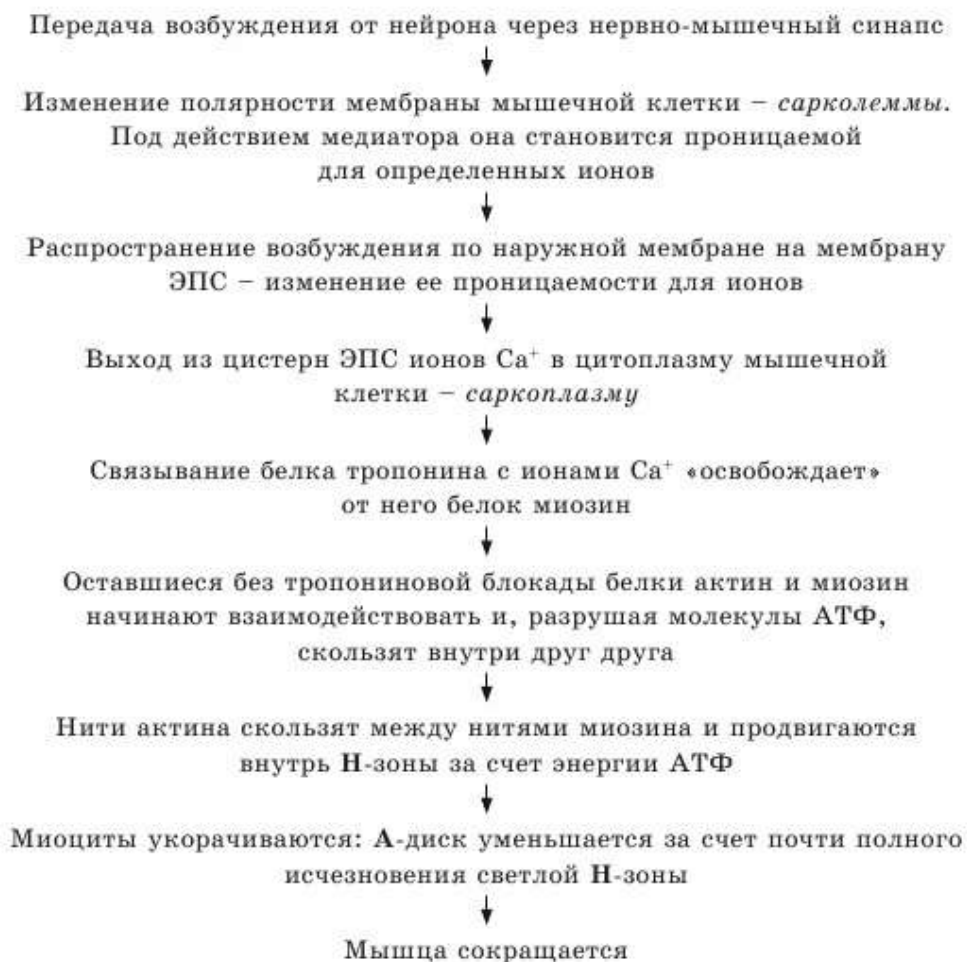 Передача возбуждения от нейрона через нервно-мышечный синапс
Изменение полярности мембраны мышечной клетки – сарколеммы.
Под действием медиатора она становится проницаемой
для определенных ионов
Распространение возбуждения по наружной мембране на мембрану
ЭПС – изменение ее проницаемости для ионов
Выход из цистерн ЭПС ионов Ca⁺ в цитоплазму мышечной
клетки – саркоплазму
Связывание белка тропонина с ионами Ca⁺ «освобождает»
от него белок миозин
Оставшиеся без тропониновой блокады белки актин и миозин
начинают взаимодействовать и, разрушая молекулы АТФ,
скользят внутри друг друга
Нити актина скользят между нитями миозина и продвигаются
внутрь Н-зоны за счет энергии АТФ
Миоциты укорачиваются: А-диск уменьшается за счет почти полного
исчезновения светлой Н-зоны
Мышца сокращается